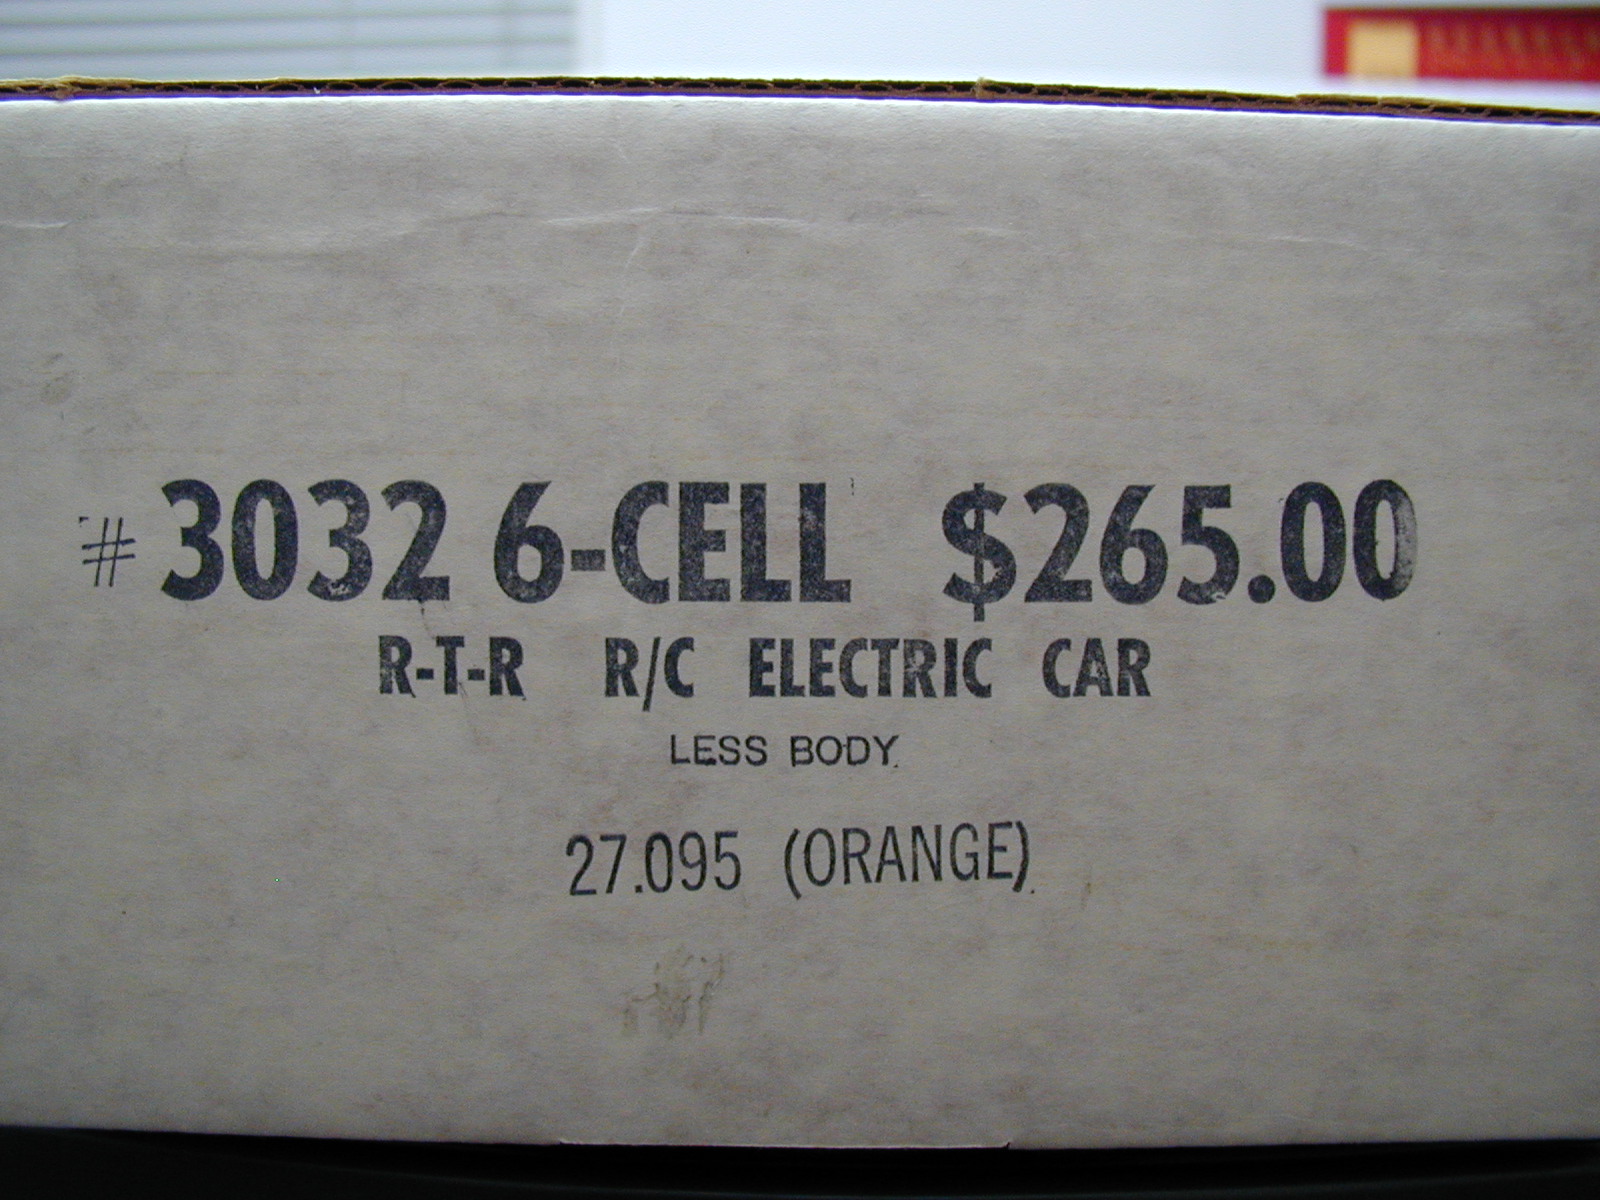 # 3032 6-CELL $265.00
R-T-R R/C ELECTRIC CAR
LESS BODY.
27.095 (ORANGE).